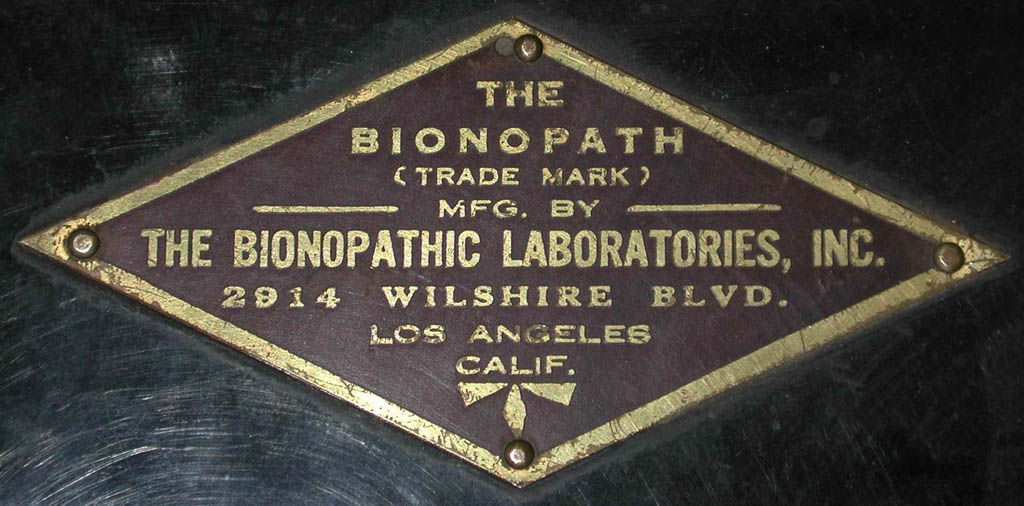 THE
BIONOPATH
(TRADE MARK)
MFG. BY
THE BIONOPATHIC LABORATORIES, INC.
2914 WILSHIRE BLVD.
LOS ANGELES
CALIF.